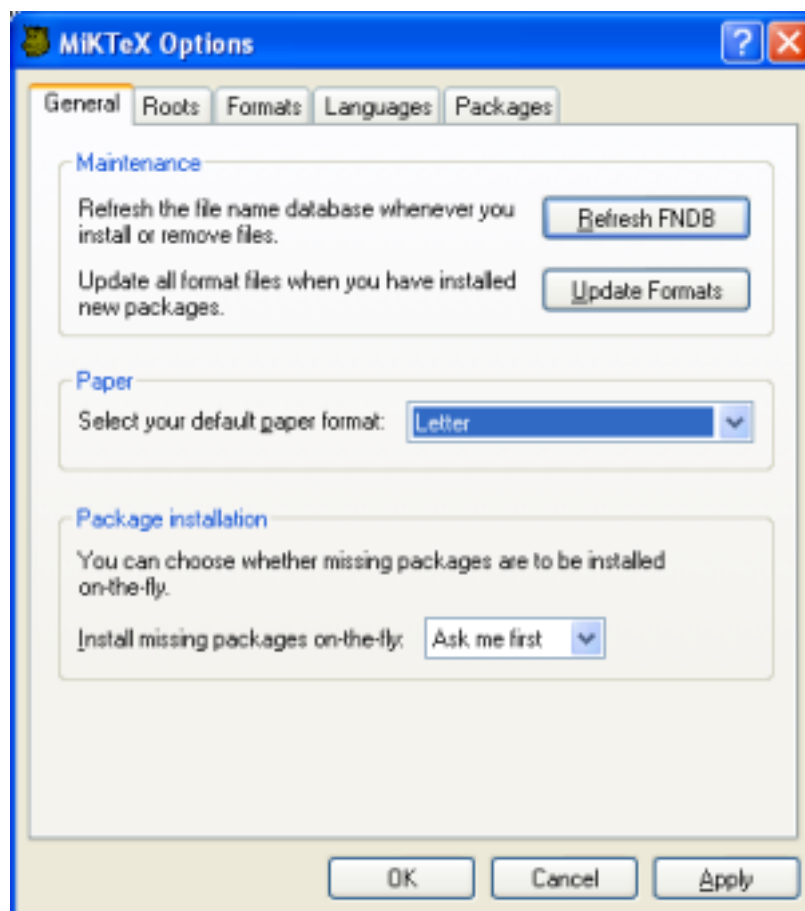 MiKTeX Options
General Roots Formats Languages Packages
Maintenance
Refresh the file name database whenever you
install or remove files.
Refresh FNDB
Update all format files when you have installed
new packages.
Update Formats
Paper
Select your default paper format:
Letter
Package installation
You can choose whether missing packages are to be installed
on-the-fly.
Install missing packages on-the-fly:
Ask me first
OK Cancel Apply